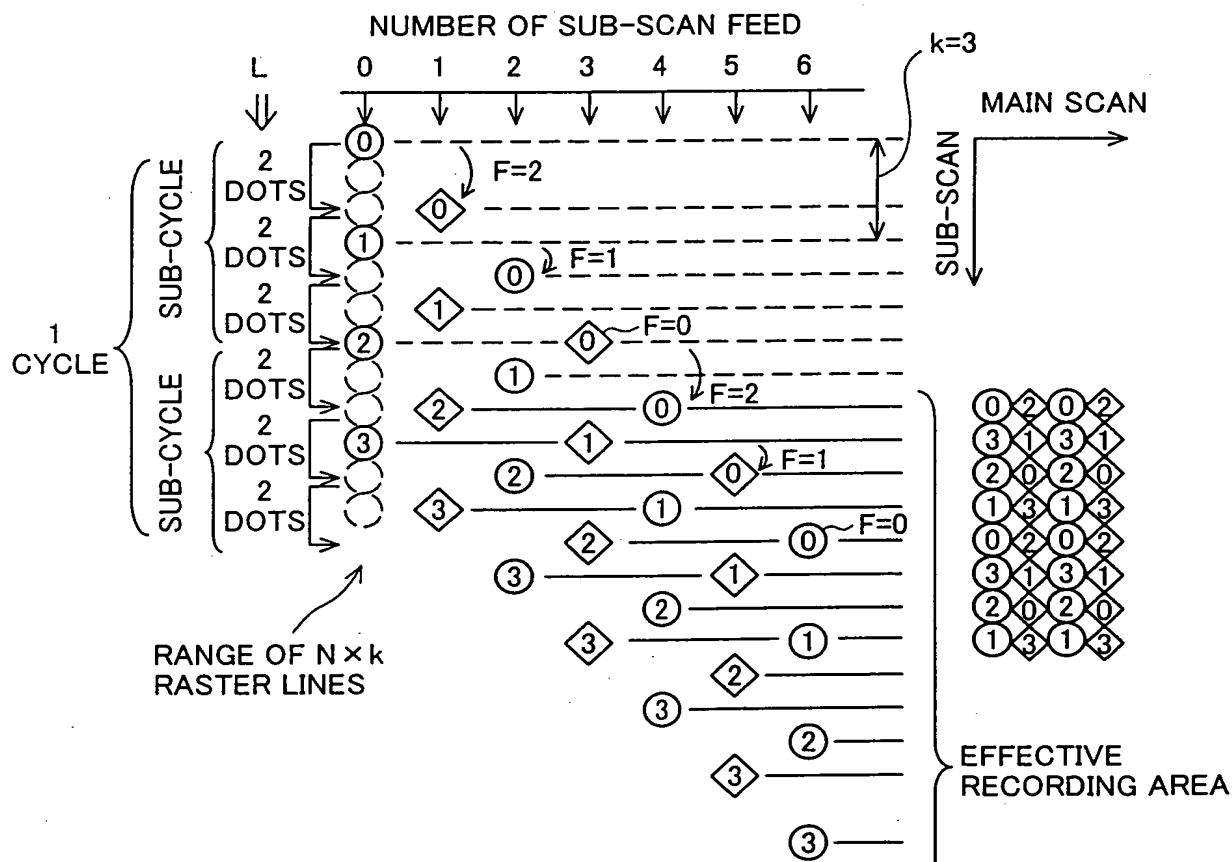 NUMBER OF SUB-SCAN FEED
k=3
L 0 1 2 3 4 5 6
MAIN SCAN
SUB-SCAN
1 CYCLE
SUB-CYCLE
SUB-CYCLE
2 DOTS
2 DOTS
2 DOTS
2 DOTS
2 DOTS
2 DOTS
0
F=2
0
1
0 F=1
1
2 0 F=0
1
2 0 F=2
3 1
2 0 F=1
3 1
2 0 F=0
3 1
2
3 1
2
3
2
3
3
0 2 0 2
3 1 3 1
2 0 2 0
1 3 1 3
0 2 0 2
3 1 3 1
2 0 2 0
1 3 1 3
RANGE OF N×k
RASTER LINES
EFFECTIVE
RECORDING AREA